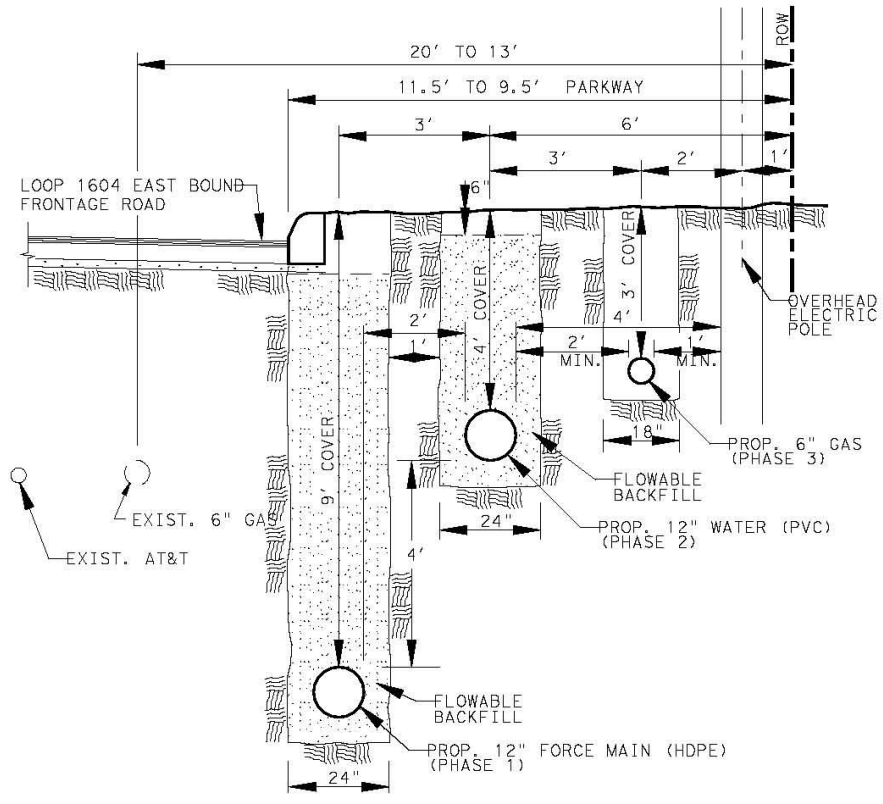 ROW
20' TO 13'
11.5' TO 9.5' PARKWAY
3'
6'
3'
2'
1'
LOOP 1604 EAST BOUND
FRONTAGE ROAD
6"
9' COVER
4' COVER
3' COVER
OVERHEAD
ELECTRIC
POLE
2'
1'
4'
2'
MIN.
1'
MIN.
18"
PROP. 6" GAS
(PHASE 3)
FLOWABLE
BACKFILL
24"
PROP. 12" WATER (PVC)
(PHASE 2)
EXIST. 6" GAS
EXIST. AT&T
4'
FLOWABLE
BACKFILL
PROP. 12" FORCE MAIN (HDPE)
(PHASE 1)
24"